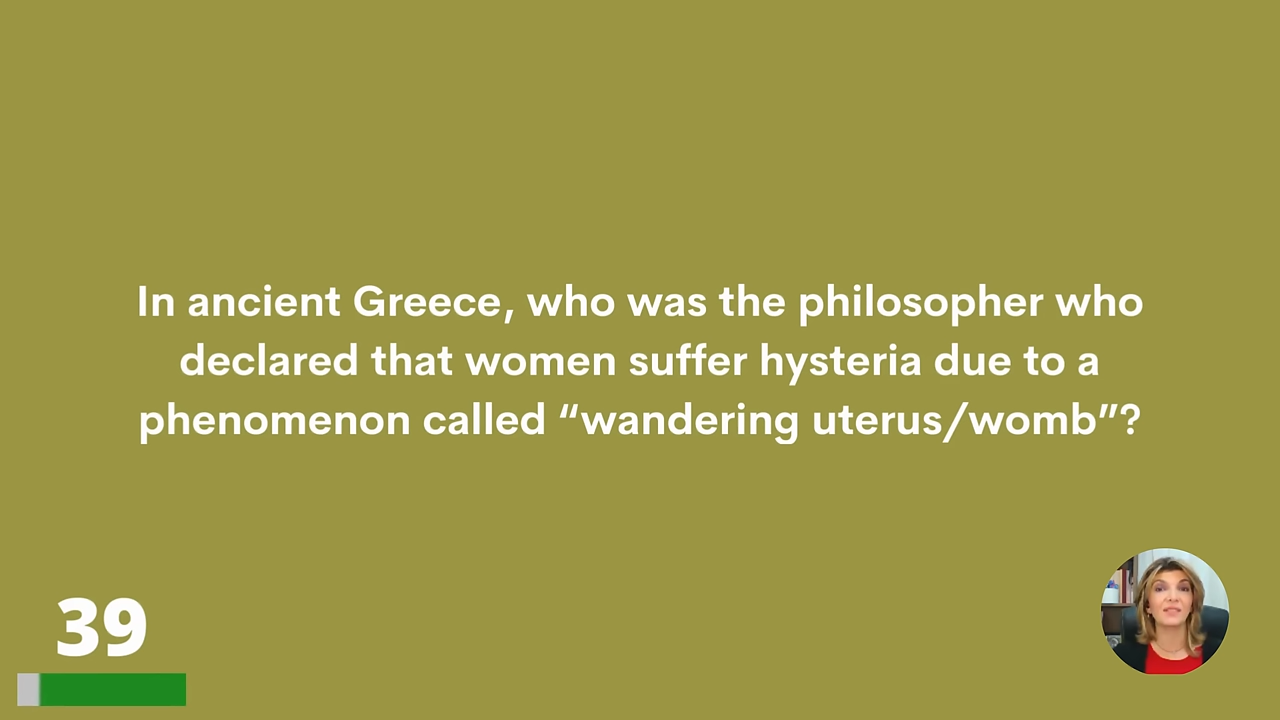 In ancient Greece, who was the philosopher who
declared that women suffer hysteria due to a
phenomenon called “wandering uterus/womb”?
39